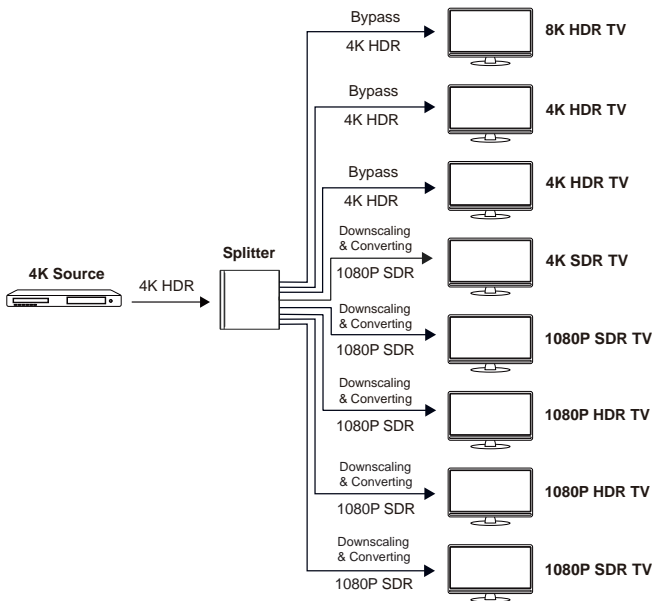 Bypass
4K HDR
8K HDR TV
Bypass
4K HDR
4K HDR TV
Bypass
4K HDR
4K HDR TV
4K Source
4K HDR
Splitter
Downscaling
& Converting
1080P SDR
4K SDR TV
Downscaling
& Converting
1080P SDR
1080P SDR TV
Downscaling
& Converting
1080P SDR
1080P HDR TV
Downscaling
& Converting
1080P SDR
1080P HDR TV
Downscaling
& Converting
1080P SDR
1080P SDR TV